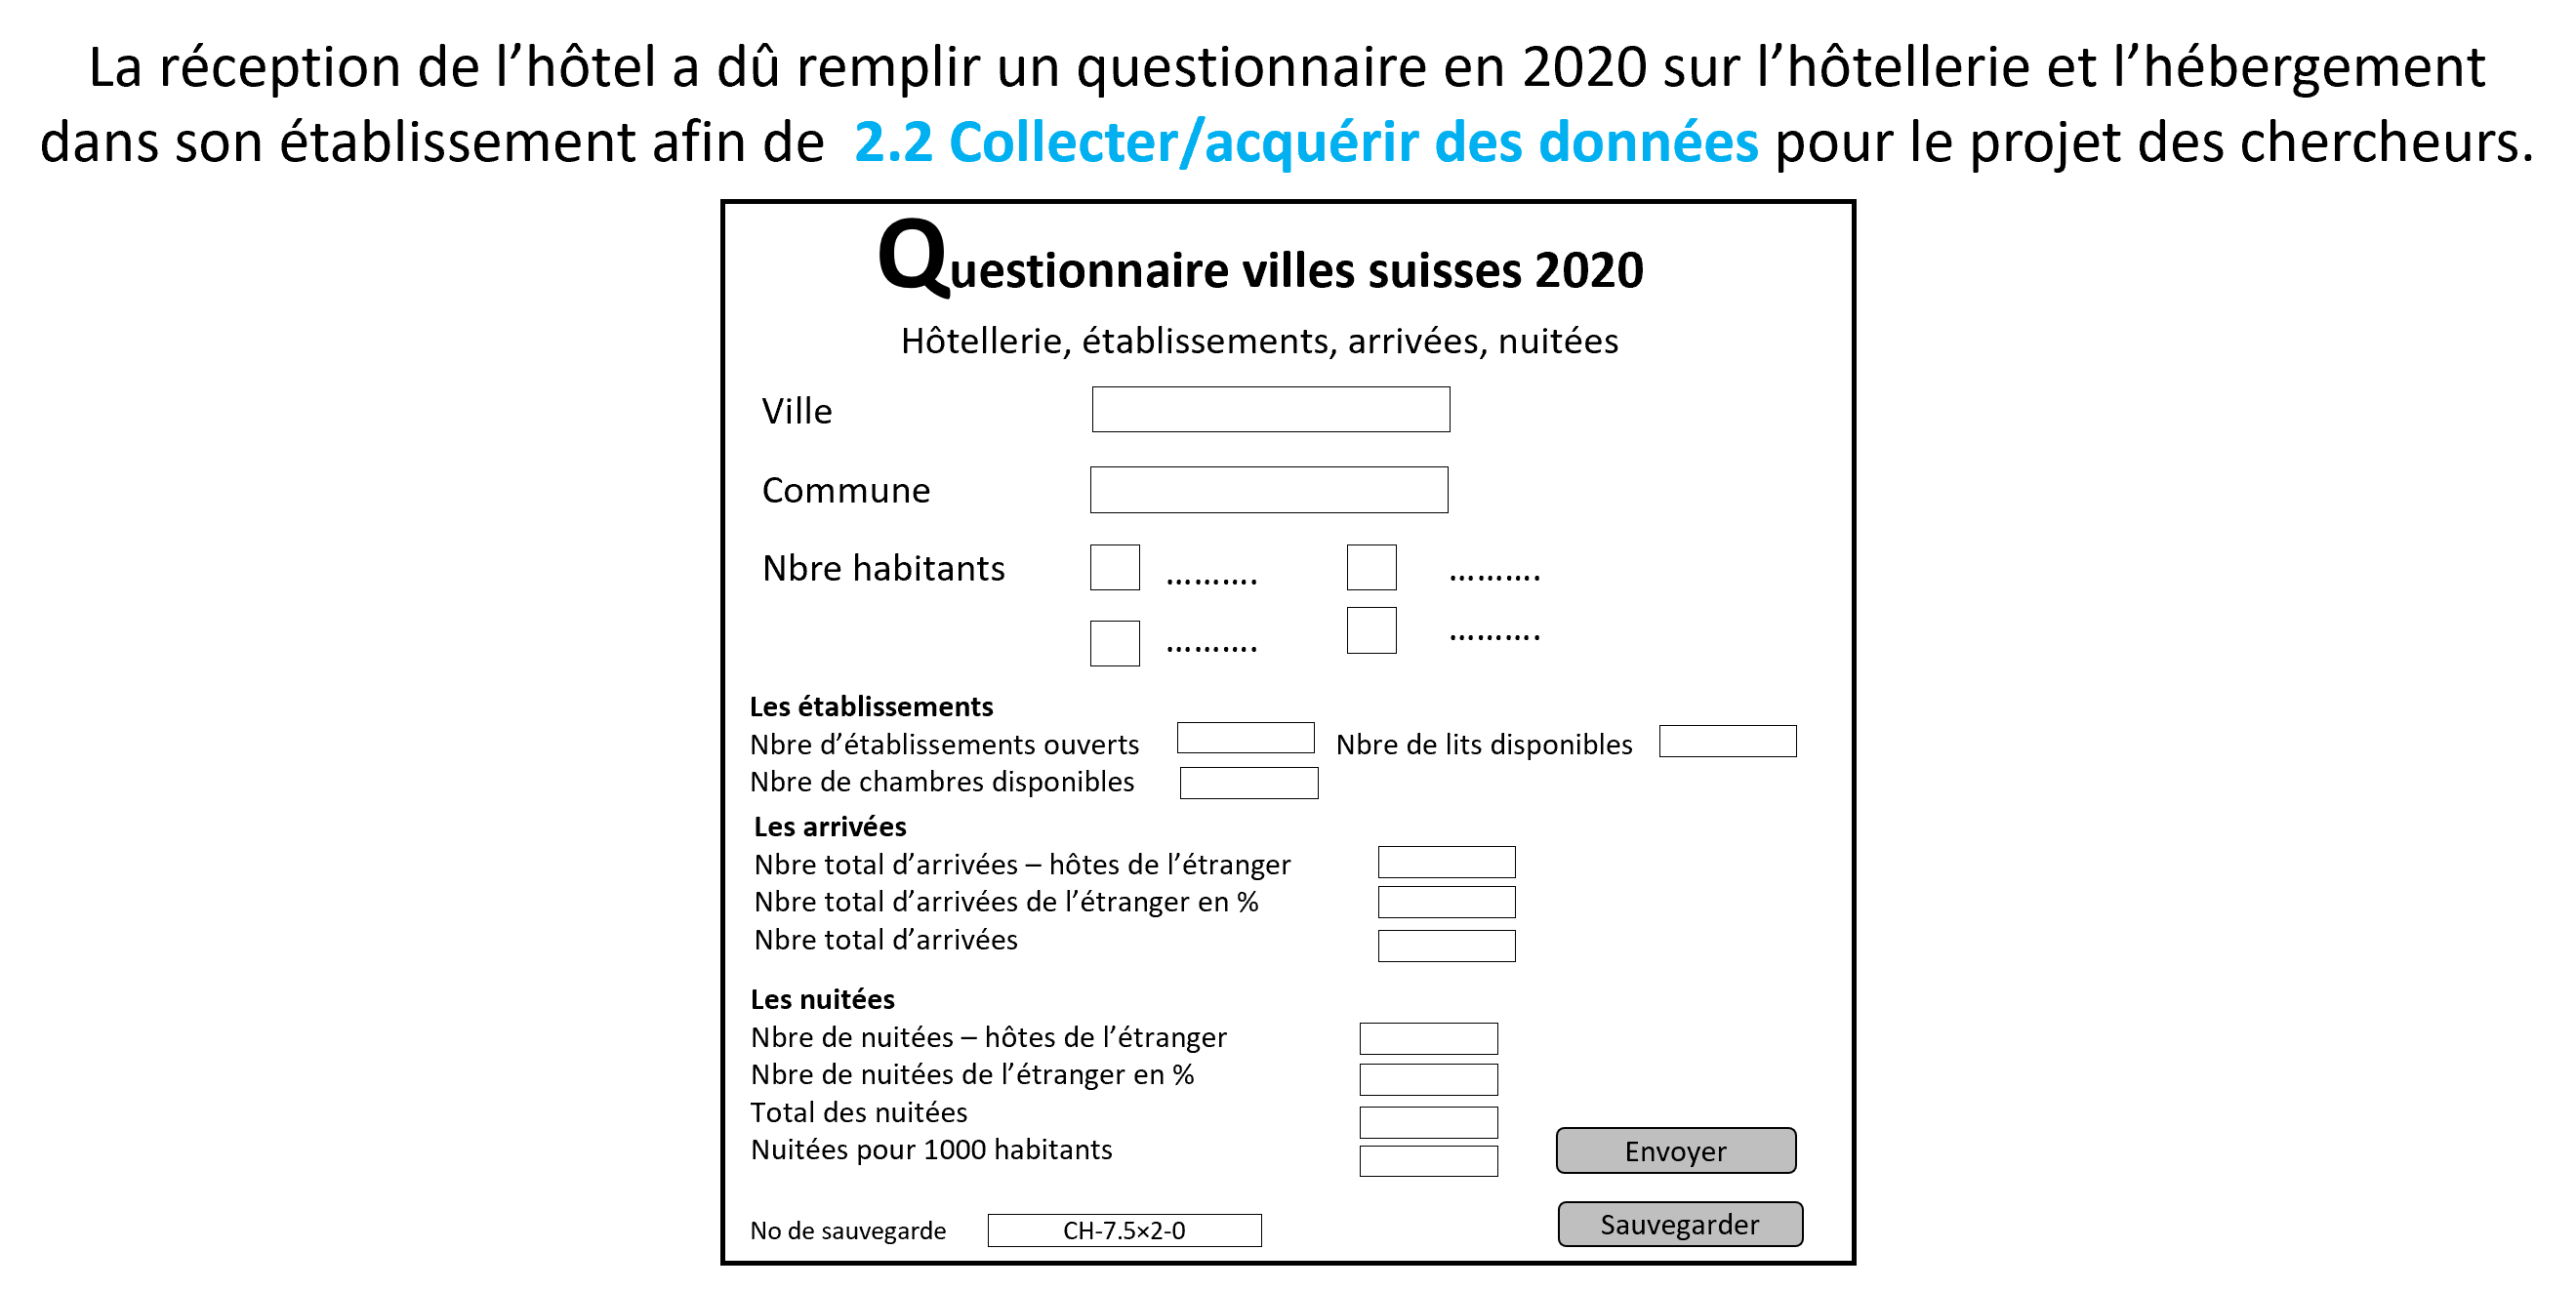 La réception de l’hôtel a dû remplir un questionnaire en 2020 sur l’hôtellerie et l’hébergement
dans son établissement afin de 2.2 Collecter/acquérir des données pour le projet des chercheurs.
Questionnaire villes suisses 2020
Hôtellerie, établissements, arrivées, nuitées
Ville
Commune
Nbre habitants ………. ……….
………. ……….
Les établissements
Nbre d’établissements ouverts Nbre de lits disponibles
Nbre de chambres disponibles
Les arrivées
Nbre total d’arrivées – hôtes de l’étranger
Nbre total d’arrivées de l’étranger en %
Nbre total d’arrivées
Les nuitées
Nbre de nuitées – hôtes de l’étranger
Nbre de nuitées de l’étranger en %
Total des nuitées
Nuitées pour 1000 habitants
Envoyer
No de sauvegarde CH-7.5×2-0
Sauvegarder